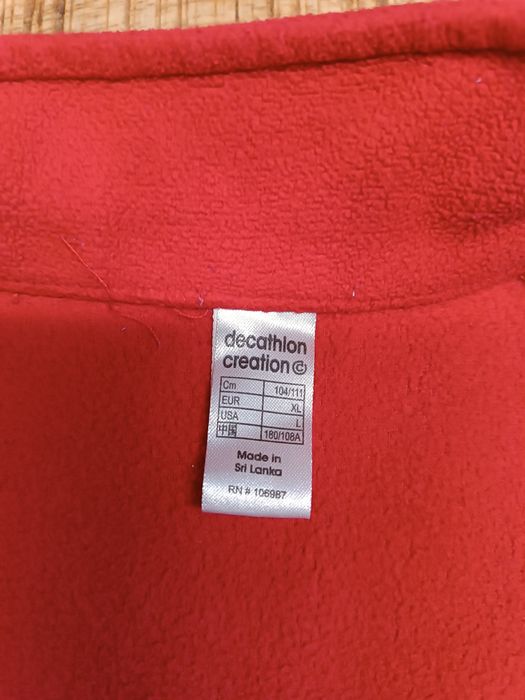 decathlon
creation©
Cm 104/111
EUR XL
USA L
中国 180/108A
Made in
Sri Lanka
RN # 106987